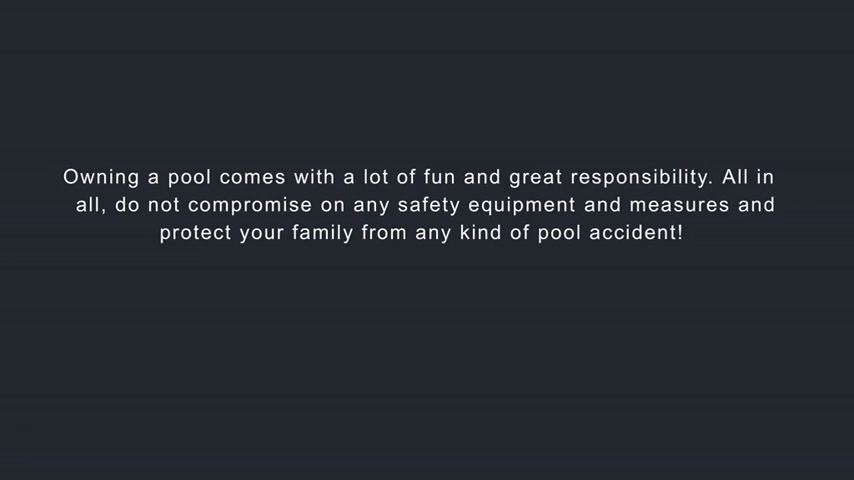 Owning a pool comes with a lot of fun and great responsibility. All in
all, do not compromise on any safety equipment and measures and
protect your family from any kind of pool accident!